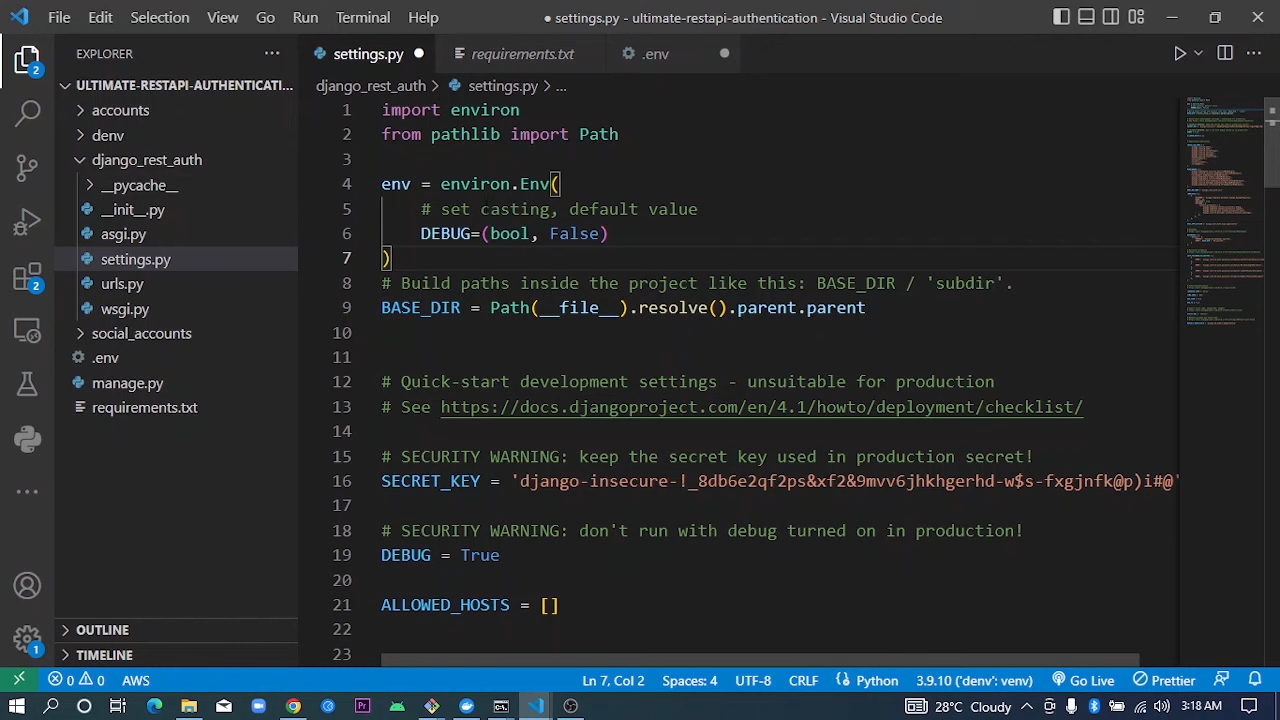 File Edit Selection View Go Run Terminal Help
● settings.py - ultimate-restapi-authentication - Visual Studio Code
EXPLORER
ULTIMATE-RESTAPI-AUTHENTICATI...
accounts
denv
django_rest_auth
__pycache__
__init__.py
asgi.py
settings.py
urls.py
wsgi.py
social_accounts
.env
manage.py
requirements.txt
OUTLINE
TIMELINE
2
2
1
settings.py requirements.txt .env
django_rest_auth > settings.py > ...
1 import environ
2 from pathlib import Path
3
4 env = environ.Env(
5 # set casting, default value
6 DEBUG=(bool, False)
7 )
8 # Build paths inside the project like this: BASE_DIR / 'subdir'.
9 BASE_DIR = Path(__file__).resolve().parent.parent
10
11
12 # Quick-start development settings - unsuitable for production
13 # See https://docs.djangoproject.com/en/4.1/howto/deployment/checklist/
14
15 # SECURITY WARNING: keep the secret key used in production secret!
16 SECRET_KEY = 'django-insecure-!_8db6e2qf2ps&xf2&9mvv6jhkhgerhd-w$s-fxgjnfk@p)i#@'
17
18 # SECURITY WARNING: don't run with debug turned on in production!
19 DEBUG = True
20
21 ALLOWED_HOSTS = []
22
23
0 0 AWS Ln 7, Col 2 Spaces: 4 UTF-8 CRLF Python 3.9.10 ('denv': venv) Go Live Prettier
28°C Cloudy 3:18 AM